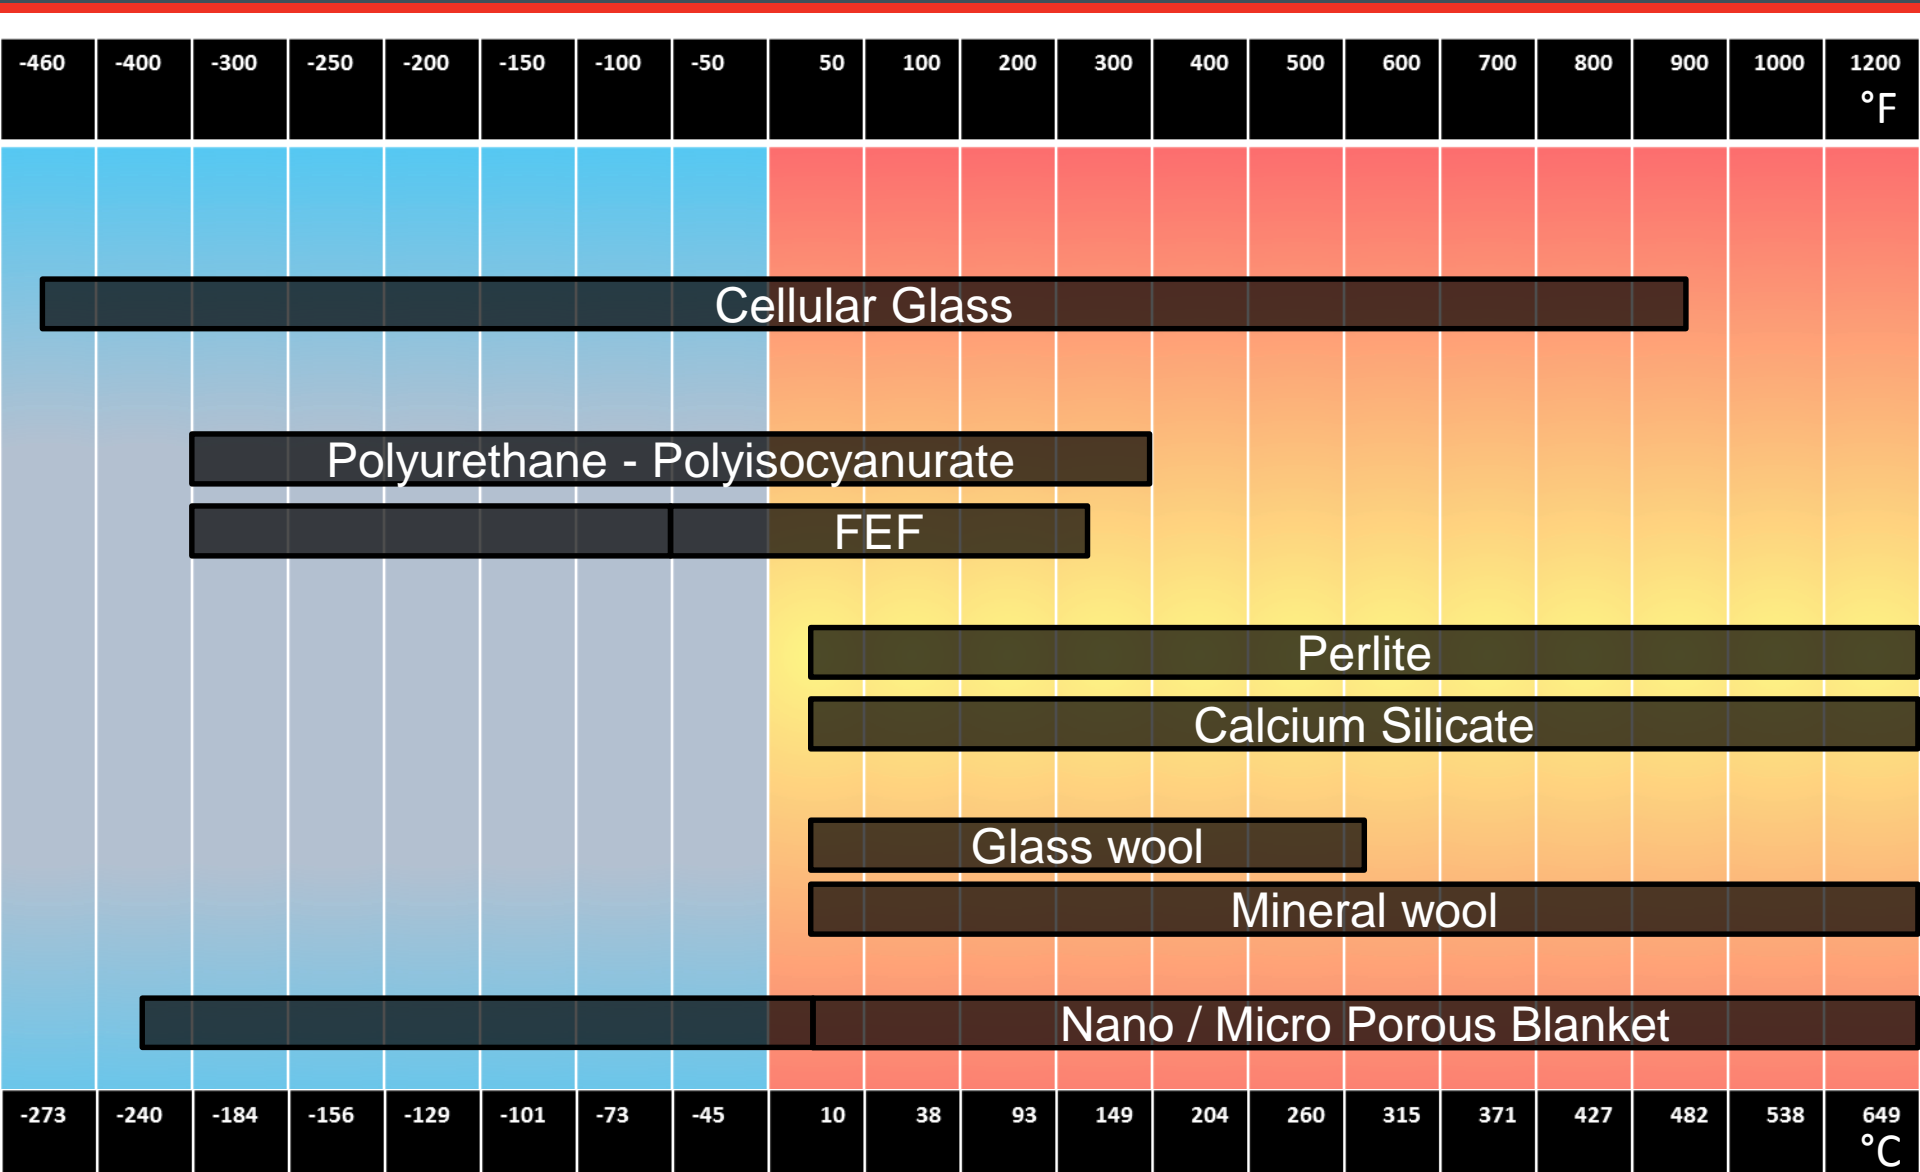 -460 -400 -300 -250 -200 -150 -100 -50 50 100 200 300 400 500 600 700 800 900 1000 1200
°F
Cellular Glass
Polyurethane - Polyisocyanurate
FEF
Perlite
Calcium Silicate
Glass wool
Mineral wool
Nano / Micro Porous Blanket
-273 -240 -184 -156 -129 -101 -73 -45 10 38 93 149 204 260 315 371 427 482 538 649
°C